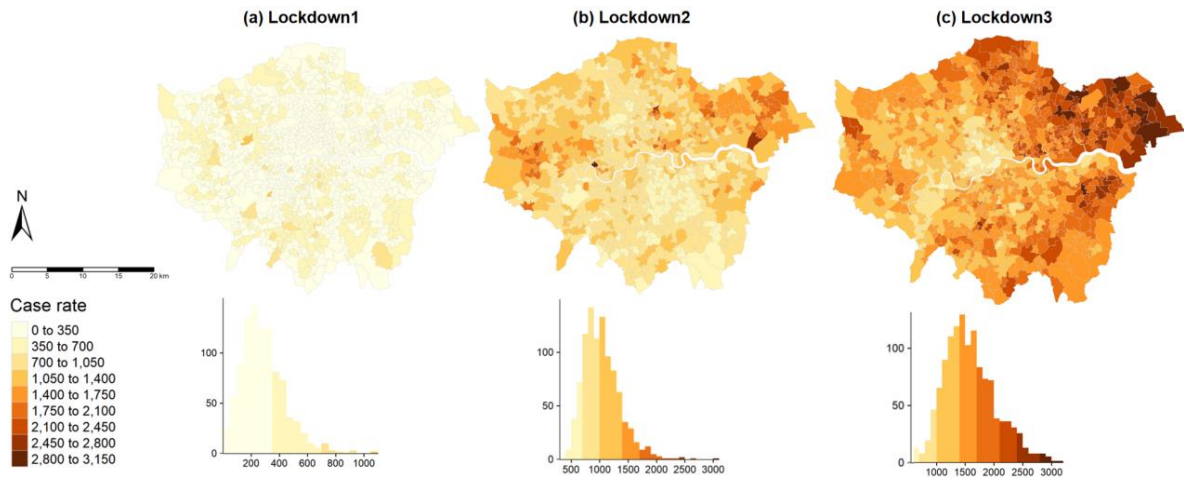 (a) Lockdown1 (b) Lockdown2 (c) Lockdown3
N
0 5 10 15 20 km
Case rate
0 to 350
350 to 700
700 to 1,050
1,050 to 1,400
1,400 to 1,750
1,750 to 2,100
2,100 to 2,450
2,450 to 2,800
2,800 to 3,150
100
50
0
200 400 600 800 1000
100
50
0
500 1000 1500 2000 2500 3000
100
50
0
1000 1500 2000 2500 3000